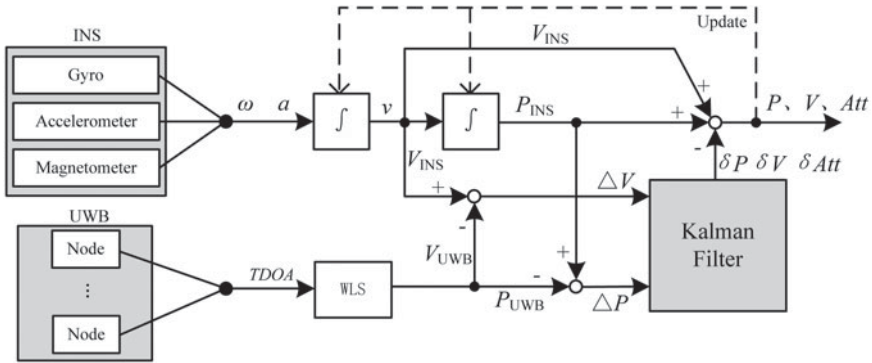 INS
Gyro
Accelerometer
Magnetometer
ω a
∫
v
∫
Update
V_INS
P_INS
+
+
-
P、V、Att
δP δV δAtt
V_INS
+
-
△V
Kalman
Filter
UWB
Node
...
Node
TDOA
WLS
V_UWB
P_UWB
-
+
△P